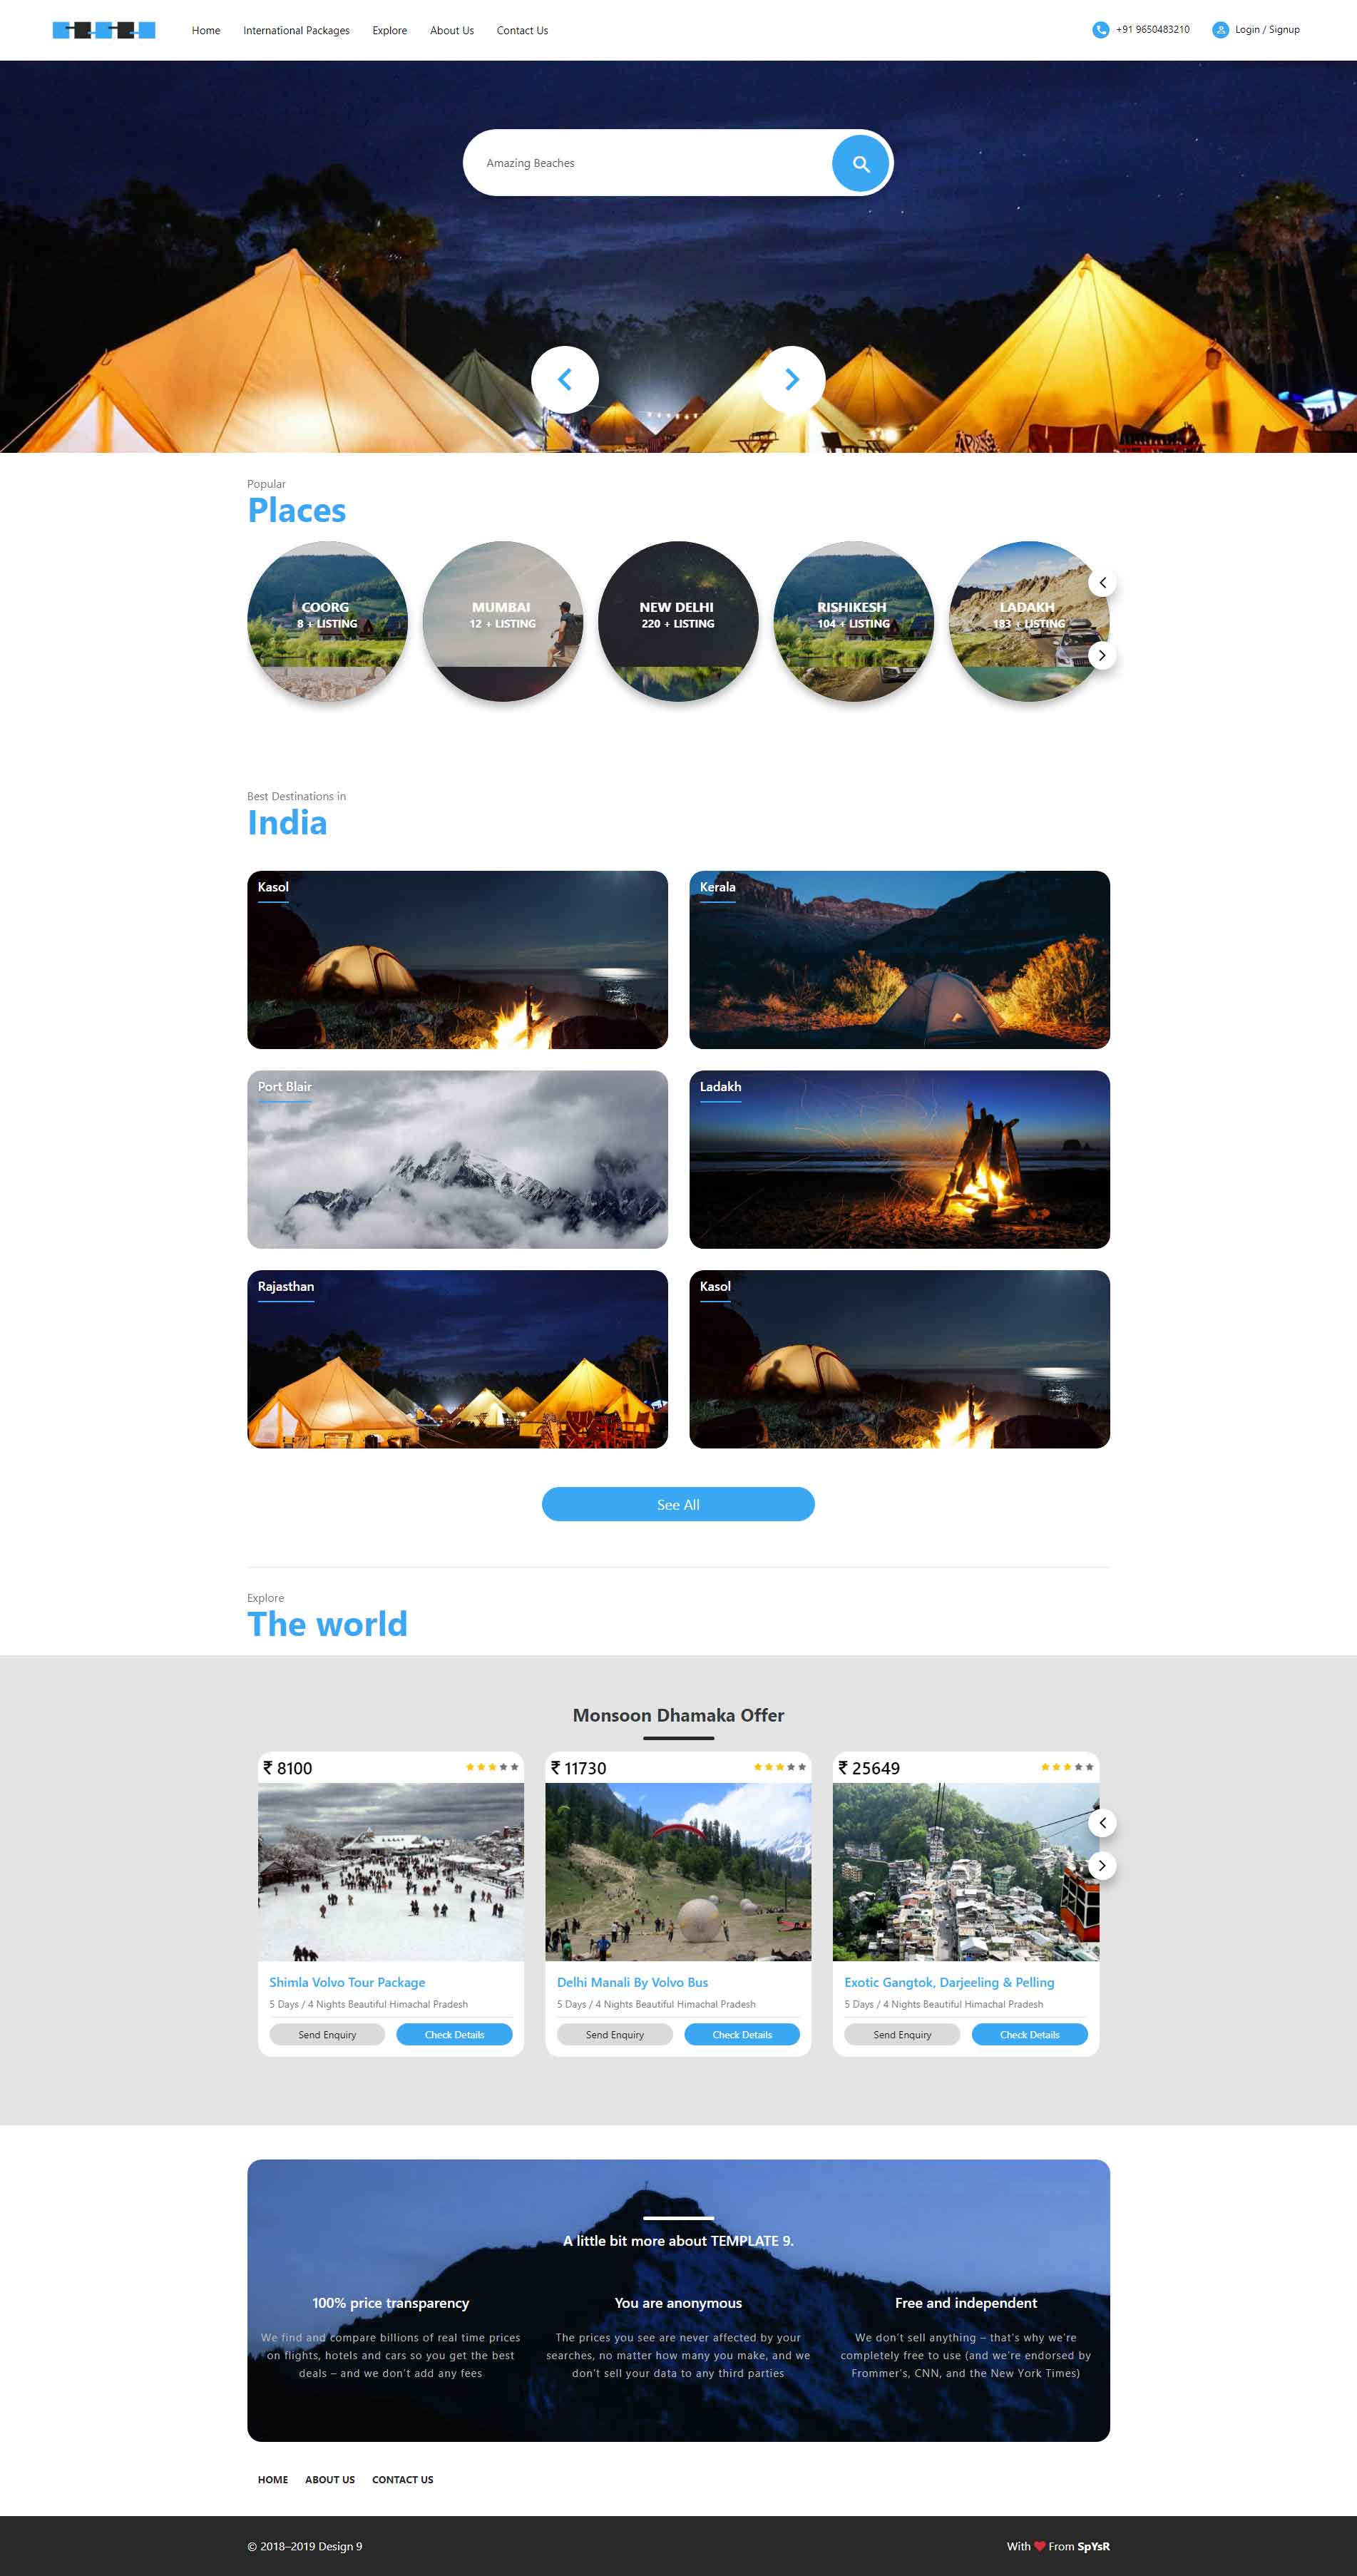 Home
International Packages
Explore
About Us
Contact Us
+91 9650483210
Login / Signup
Amazing Beaches
Popular
Places
COORG
8 + LISTING
MUMBAI
12 + LISTING
NEW DELHI
220 + LISTING
RISHIKESH
104 + LISTING
LADAKH
183 + LISTING
Best Destinations in
India
Kasol
Kerala
Port Blair
Ladakh
Rajasthan
Kasol
See All
Explore
The world
Monsoon Dhamaka Offer
₹ 8100
₹ 11730
₹ 25649
Shimla Volvo Tour Package
5 Days / 4 Nights Beautiful Himachal Pradesh
Send Enquiry
Check Details
Delhi Manali By Volvo Bus
5 Days / 4 Nights Beautiful Himachal Pradesh
Send Enquiry
Check Details
Exotic Gangtok, Darjeeling & Pelling
5 Days / 4 Nights Beautiful Himachal Pradesh
Send Enquiry
Check Details
A little bit more about TEMPLATE 9.
100% price transparency
We find and compare billions of real time prices
on flights, hotels and cars so you get the best
deals – and we don't add any fees
You are anonymous
The prices you see are never affected by your
searches, no matter how many you make, and we
don't sell your data to any third parties
Free and independent
We don't sell anything – that's why we're
completely free to use (and we're endorsed by
Frommer's, CNN, and the New York Times)
HOME
ABOUT US
CONTACT US
© 2018–2019 Design 9
With ❤ From SpYsR